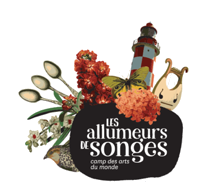 LES
allumeurs
DE songes
camp des arts
du monde